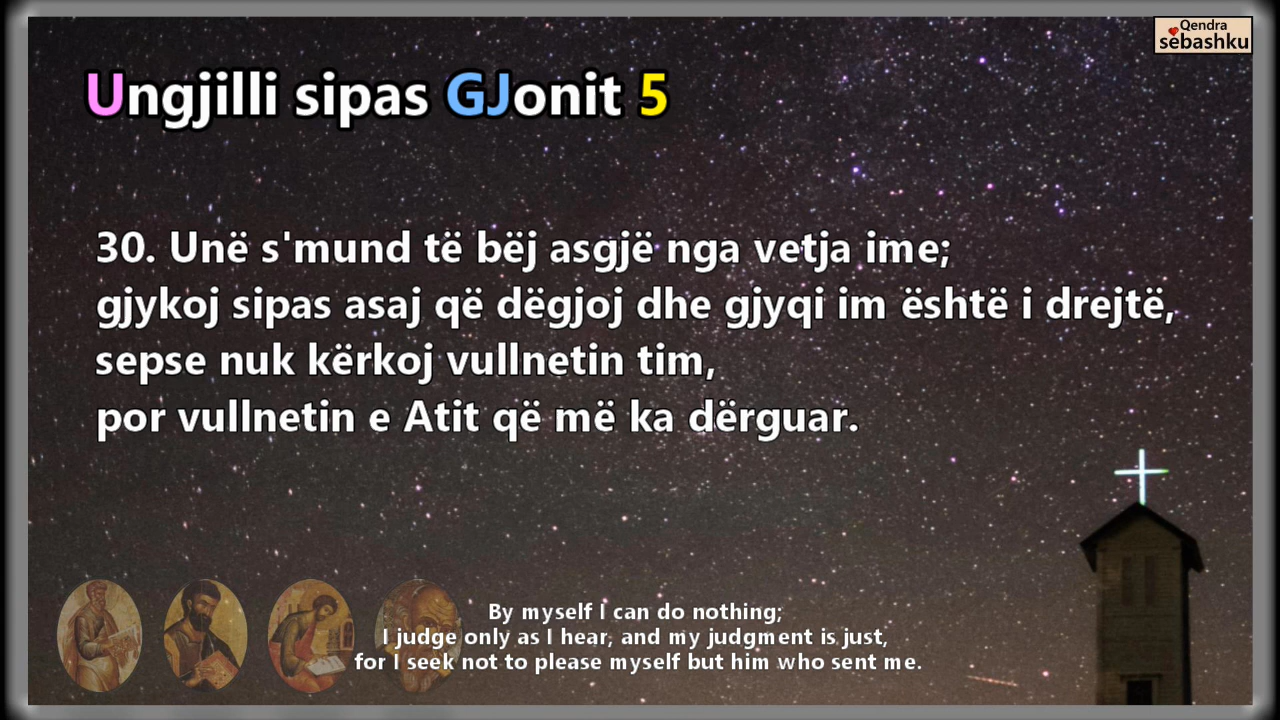 Qendra
sëbashku
Ungjilli sipas GJonit 5
30. Unë s'mund të bëj asgjë nga vetja ime;
gjykoj sipas asaj që dëgjoj dhe gjyqi im është i drejtë,
sepse nuk kërkoj vullnetin tim,
por vullnetin e Atit që më ka dërguar.
By myself I can do nothing;
I judge only as I hear, and my judgment is just,
for I seek not to please myself but him who sent me.